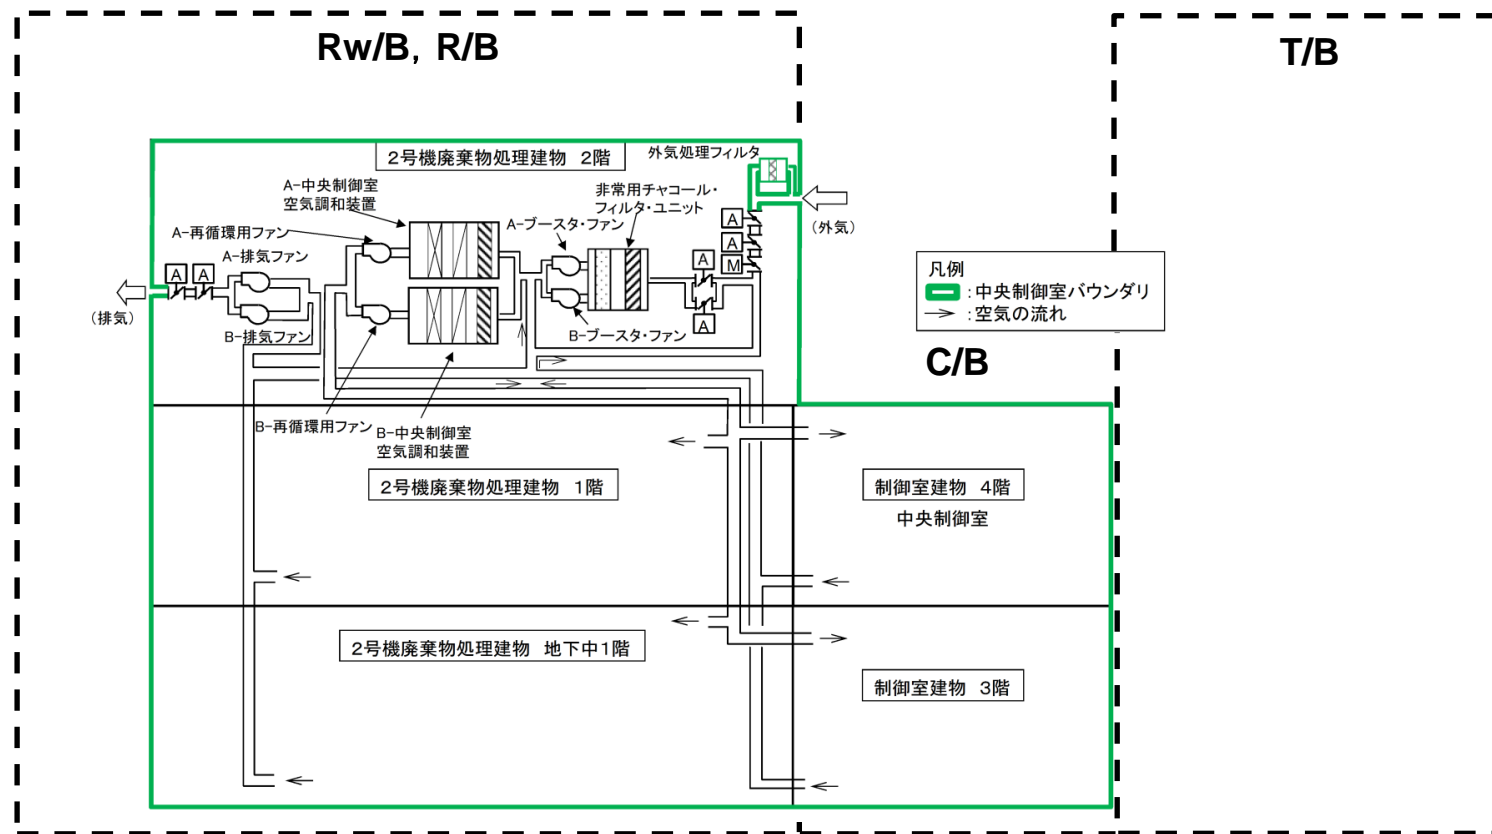 Rw/B, R/B
T/B
2号機廃棄物処理建物 2階
外気処理フィルタ
A-中央制御室
空気調和装置
非常用チャコール・
フィルタ・ユニット
A-再循環用ファン
A-ブースタ・ファン
A-排気ファン
(外気)
A
A
M
A
A
A
A
(排気)
B-排気ファン
B-ブースタ・ファン
凡例
:中央制御室バウンダリ
:空気の流れ
C/B
B-再循環用ファン
B-中央制御室
空気調和装置
2号機廃棄物処理建物 1階
制御室建物 4階
中央制御室
2号機廃棄物処理建物 地下中1階
制御室建物 3階